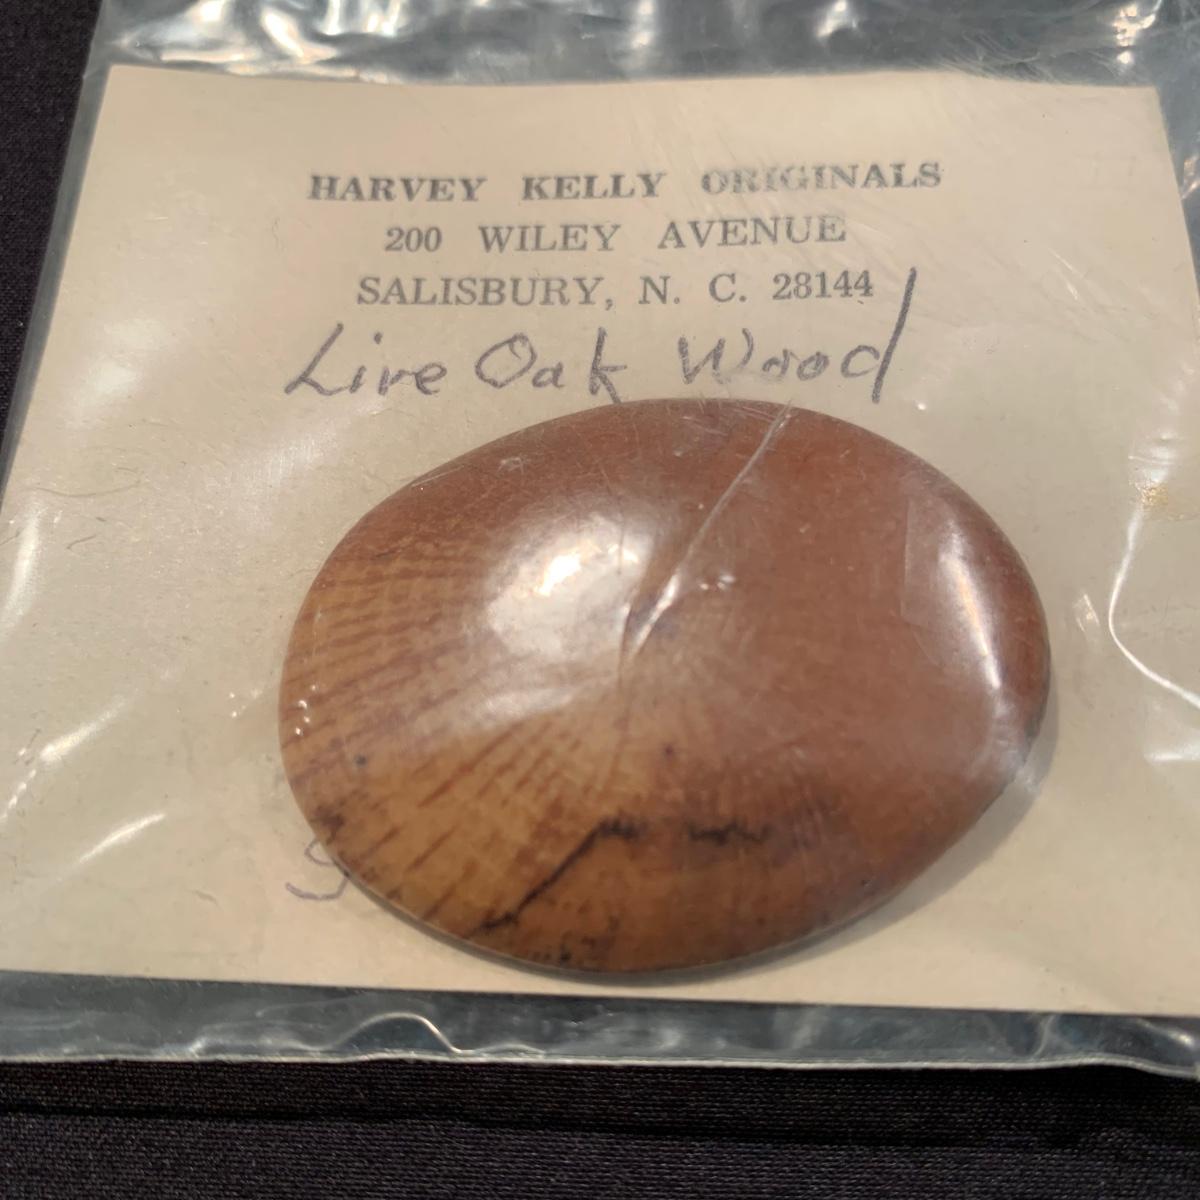 HARVEY KELLY ORIGINALS
200 WILEY AVENUE
SALISBURY, N. C. 28144
Live Oak Wood